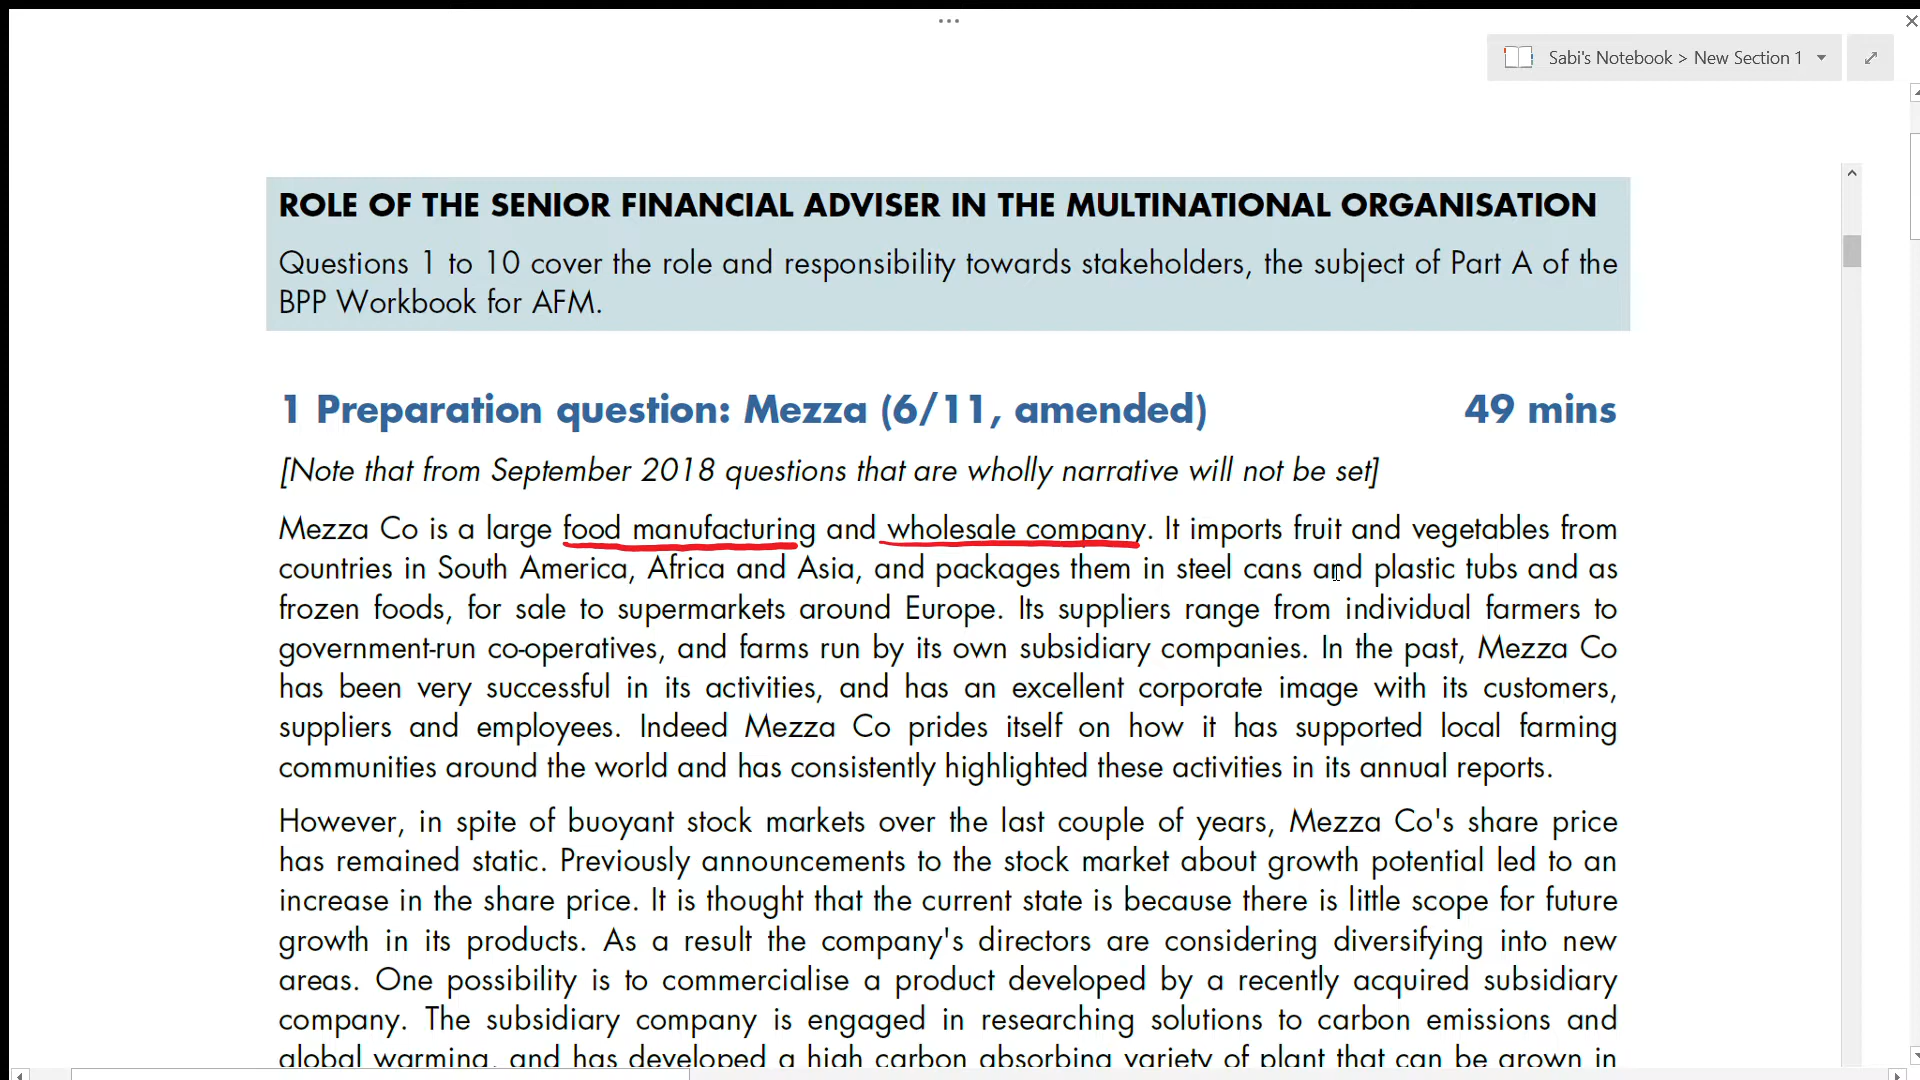 ...
Sabi's Notebook > New Section 1
ROLE OF THE SENIOR FINANCIAL ADVISER IN THE MULTINATIONAL ORGANISATION
Questions 1 to 10 cover the role and responsibility towards stakeholders, the subject of Part A of the
BPP Workbook for AFM.
1 Preparation question: Mezza (6/11, amended) 49 mins
[Note that from September 2018 questions that are wholly narrative will not be set]
Mezza Co is a large food manufacturing and wholesale company. It imports fruit and vegetables from
countries in South America, Africa and Asia, and packages them in steel cans and plastic tubs and as
frozen foods, for sale to supermarkets around Europe. Its suppliers range from individual farmers to
government-run co-operatives, and farms run by its own subsidiary companies. In the past, Mezza Co
has been very successful in its activities, and has an excellent corporate image with its customers,
suppliers and employees. Indeed Mezza Co prides itself on how it has supported local farming
communities around the world and has consistently highlighted these activities in its annual reports.
However, in spite of buoyant stock markets over the last couple of years, Mezza Co's share price
has remained static. Previously announcements to the stock market about growth potential led to an
increase in the share price. It is thought that the current state is because there is little scope for future
growth in its products. As a result the company's directors are considering diversifying into new
areas. One possibility is to commercialise a product developed by a recently acquired subsidiary
company. The subsidiary company is engaged in researching solutions to carbon emissions and
global warming, and has developed a high carbon absorbing variety of plant that can be grown in